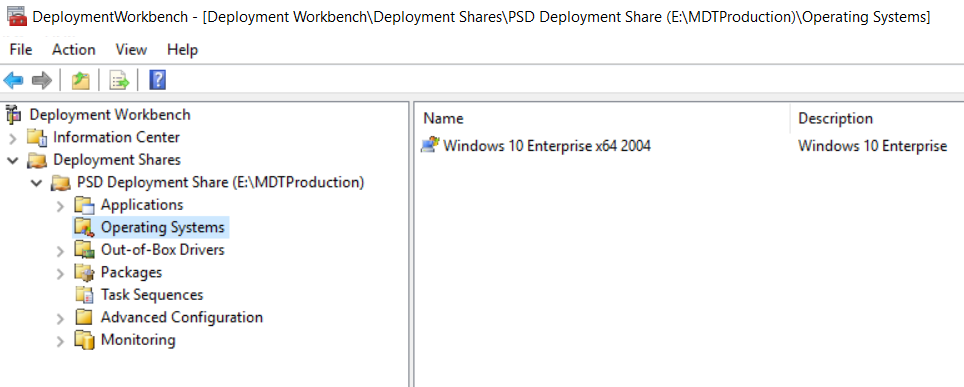 DeploymentWorkbench - [Deployment Workbench\Deployment Shares\PSD Deployment Share (E:\MDTProduction)\Operating Systems]
File Action View Help
Deployment Workbench
Information Center
Deployment Shares
PSD Deployment Share (E:\MDTProduction)
Applications
Operating Systems
Out-of-Box Drivers
Packages
Task Sequences
Advanced Configuration
Monitoring
Name Description
Windows 10 Enterprise x64 2004 Windows 10 Enterprise